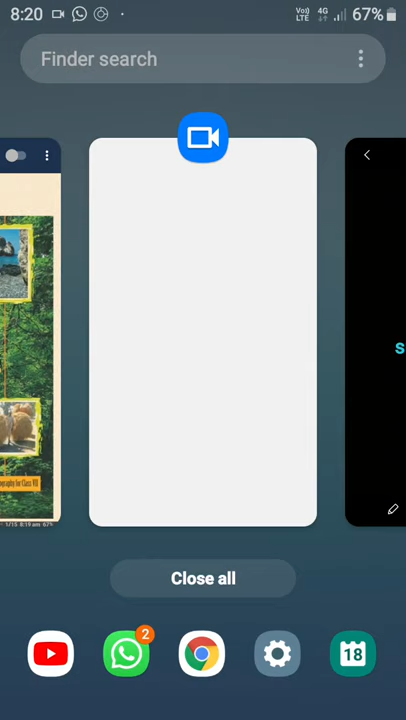 8:20
Vo))
LTE
4G
67%
Finder search
s
ography for Class VII
1/15 8:19 am 67%
Close all
2
18